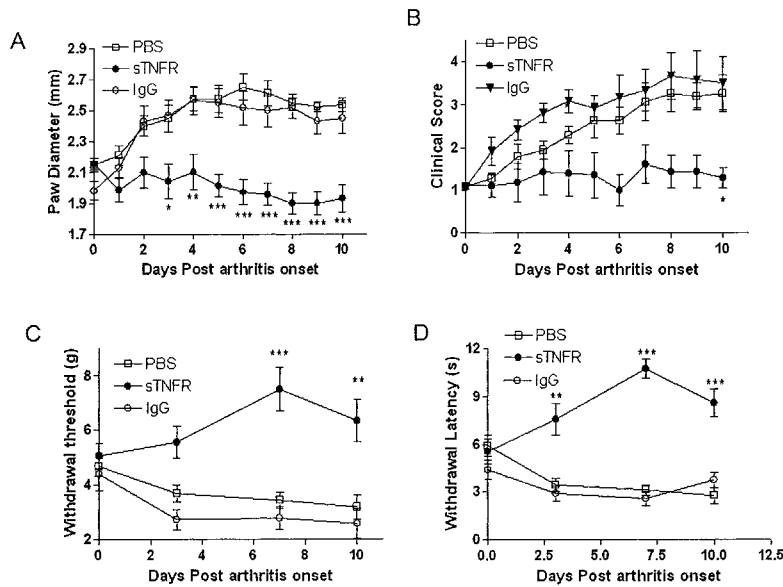 A
PBS
sTNFR
IgG
Paw Diameter (mm)
2.9
2.7
2.5
2.3
2.1
1.9
1.7
* ** *** *** *** *** *** ***
0 2 4 6 8 10
Days Post arthritis onset
B
PBS
sTNFR
IgG
Clinical Score
4
3
2
1
0
*
0 2 4 6 8 10
Days Post arthritis onset
C
PBS
sTNFR
IgG
Withdrawal threshold (g)
8
6
4
2
*** **
0 2 4 6 8 10
Days Post arthritis onset
D
PBS
sTNFR
IgG
Withdrawal Latency (s)
12
9
6
3
0
** *** ***
0.0 2.5 5.0 7.5 10.0 12.5
Days Post arthritis onset